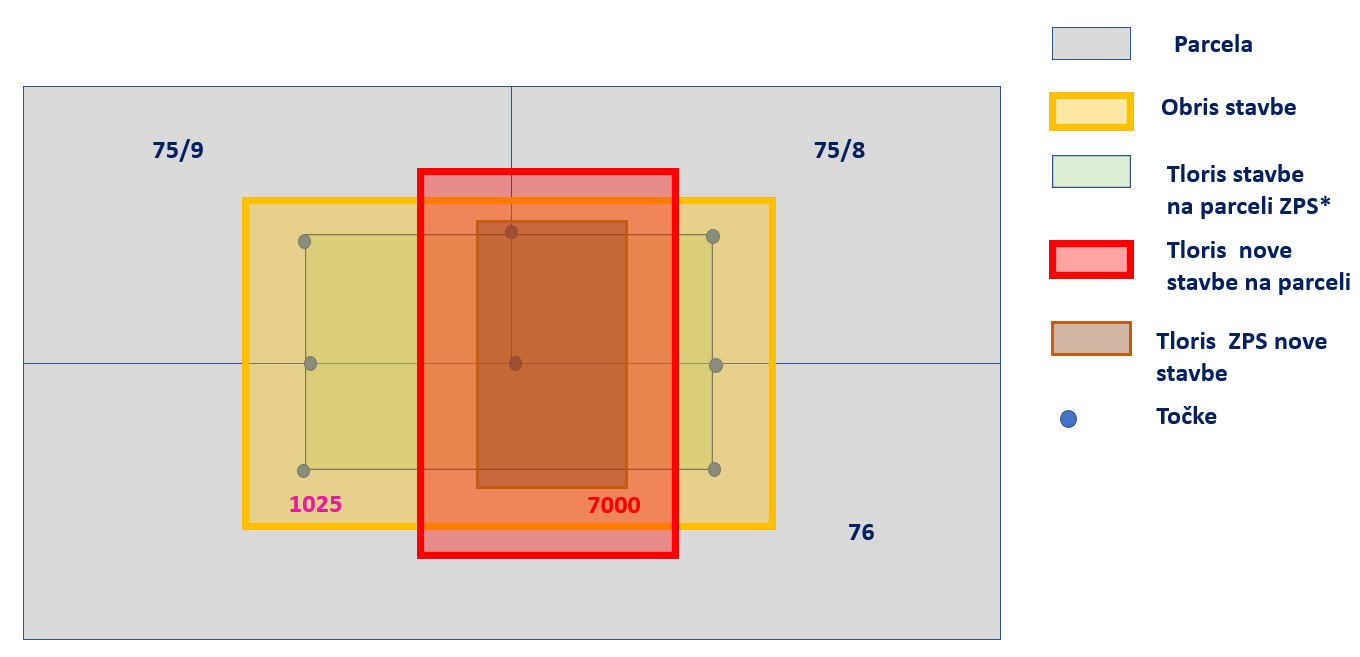 75/9
75/8
1025
7000
76
Parcela
Obris stavbe
Tloris stavbe
na parceli ZPS*
Tloris nove
stavbe na parceli
Tloris ZPS nove
stavbe
Točke